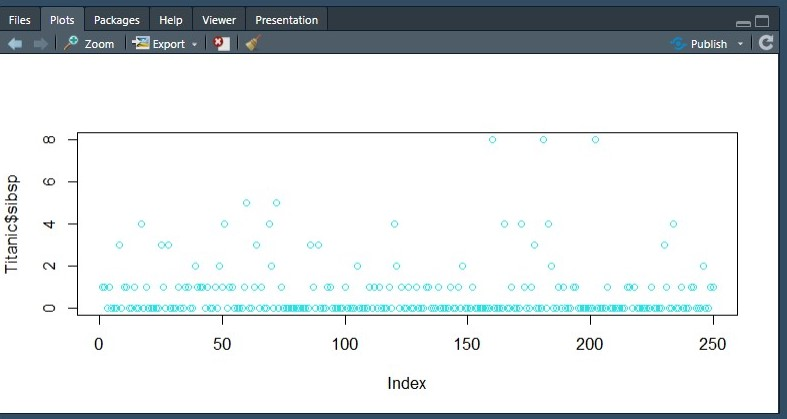 Files Plots Packages Help Viewer Presentation
Zoom Export Publish
8
6
4
2
0
Titanic$sibsp
0 50 100 150 200 250
Index